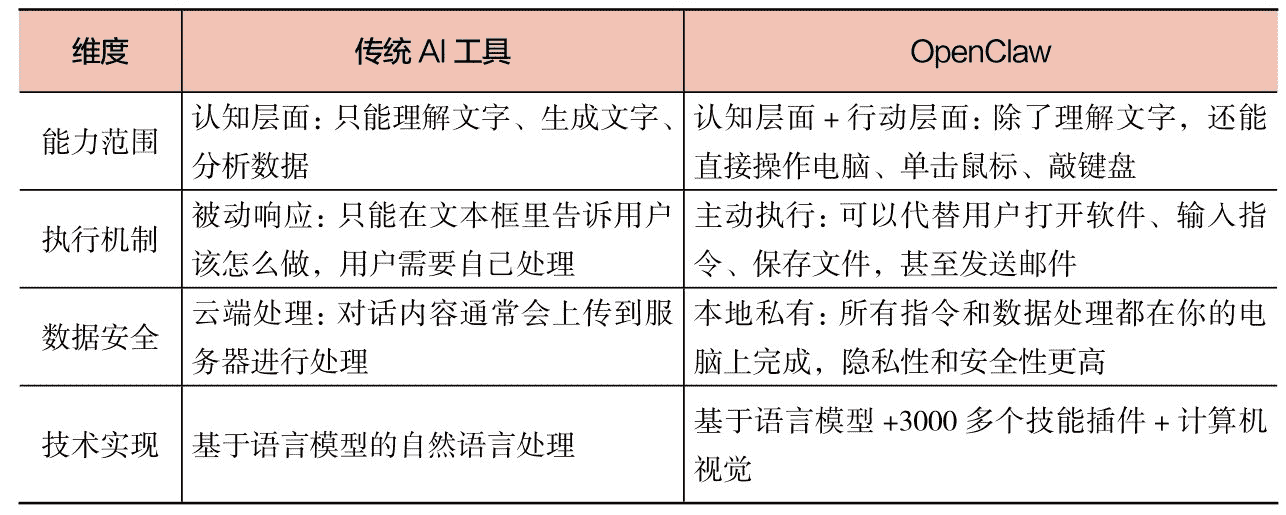 维度 传统 AI 工具 OpenClaw
能力范围
认知层面：只能理解文字、生成文字、
分析数据
认知层面 + 行动层面：除了理解文字，还能
直接操作电脑、单击鼠标、敲键盘
执行机制
被动响应：只能在文本框里告诉用户
该怎么做，用户需要自己处理
主动执行：可以代替用户打开软件、输入指
令、保存文件，甚至发送邮件
数据安全
云端处理：对话内容通常会上传到服
务器进行处理
本地私有：所有指令和数据处理都在你的电
脑上完成，隐私性和安全性更高
技术实现
基于语言模型的自然语言处理
基于语言模型 +3000 多个技能插件 + 计算机
视觉